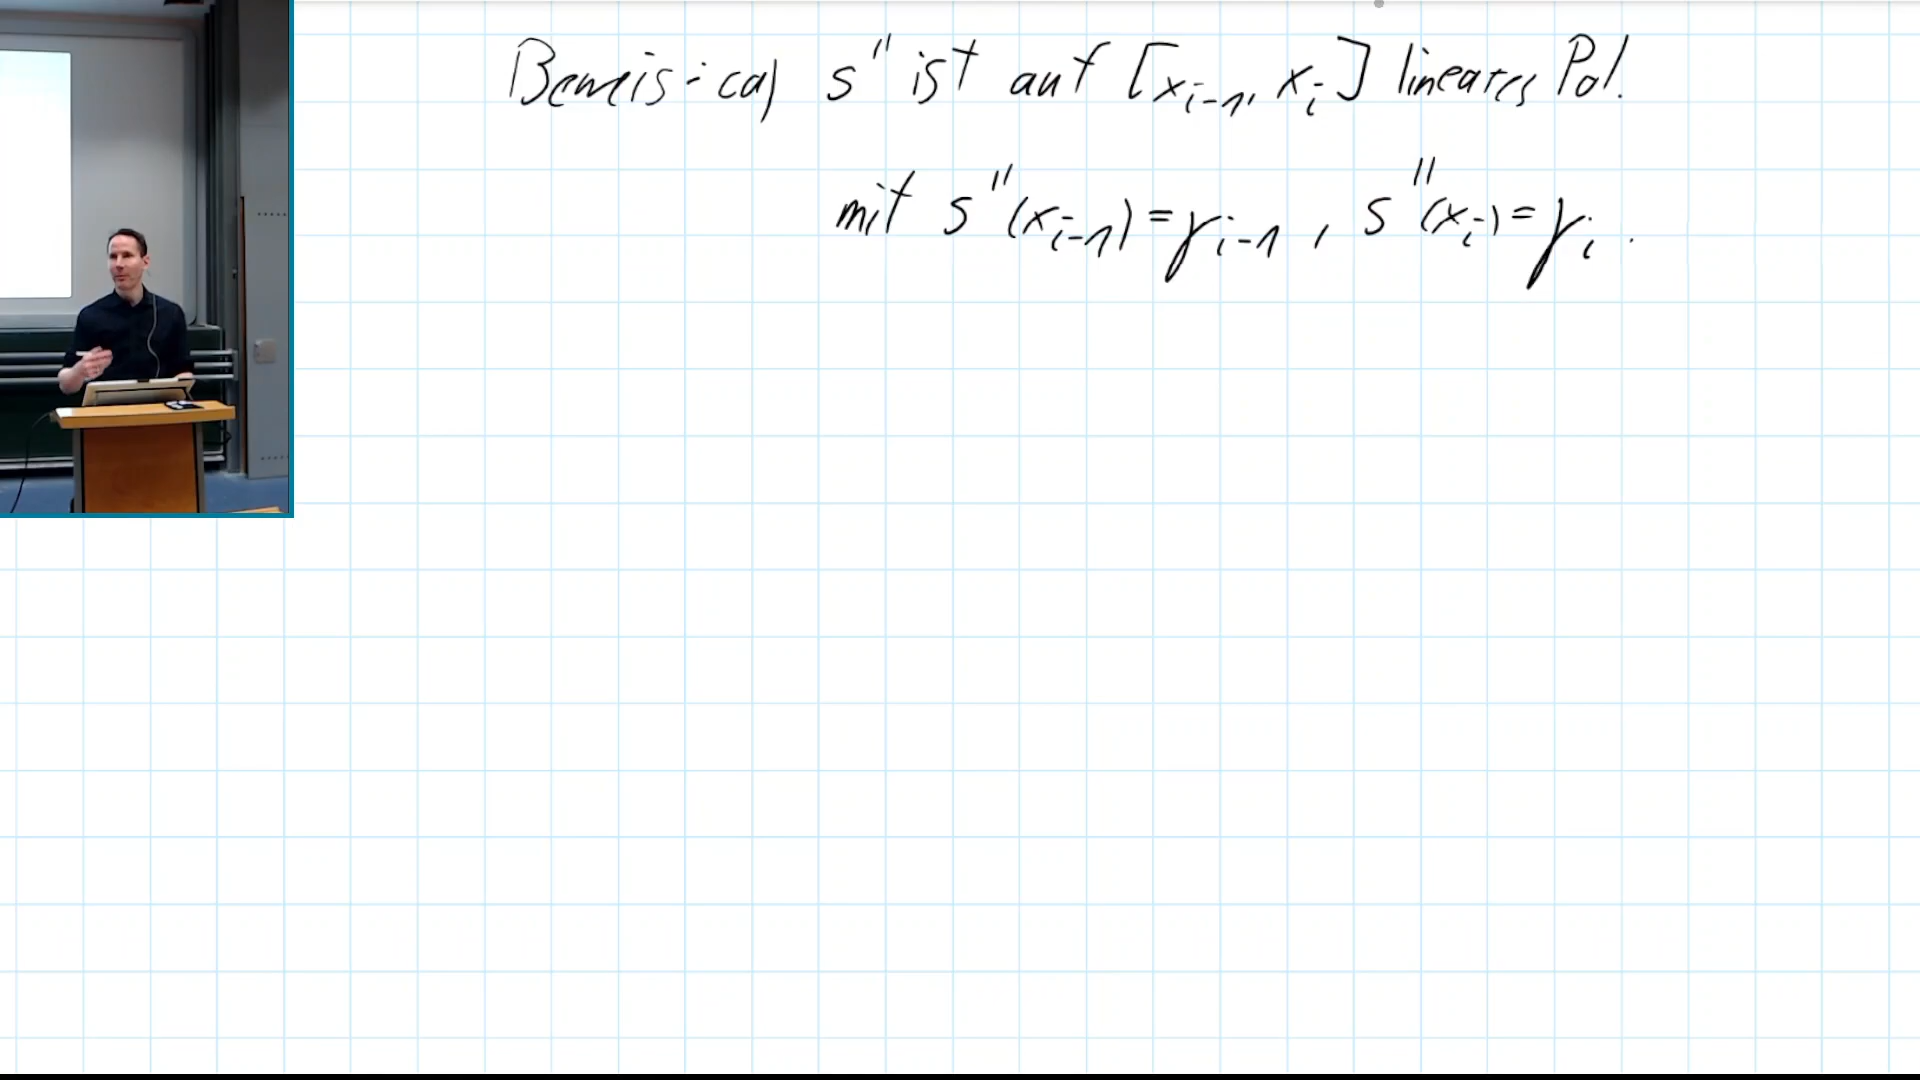 Beweis: (a) s'' ist auf [x_{i-1}, x_i] lineares Pol.
mit s''(x_{i-1}) = γ_{i-1} , s''(x_i) = γ_i .